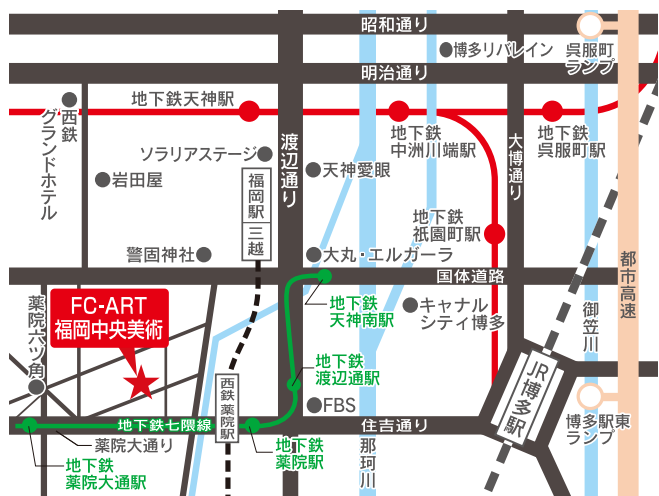 昭和通り
博多リバレイン
呉服町
ランプ
明治通り
西鉄
グランドホテル
地下鉄天神駅
地下鉄
中洲川端駅
地下鉄
呉服町駅
渡辺通り
大博通り
ソラリアステージ
岩田屋
福岡駅
三越
天神愛眼
地下鉄
祇園町駅
警固神社
大丸・エルガーラ
国体道路
都市高速
薬院六ツ角
FC-ART
福岡中央美術
地下鉄
天神南駅
キャナル
シティ博多
御笠川
地下鉄
渡辺通駅
JR博多駅
西鉄薬院駅
FBS
博多駅東
ランプ
地下鉄七隈線
住吉通り
薬院大通り
地下鉄
薬院大通駅
地下鉄
薬院駅
那珂川